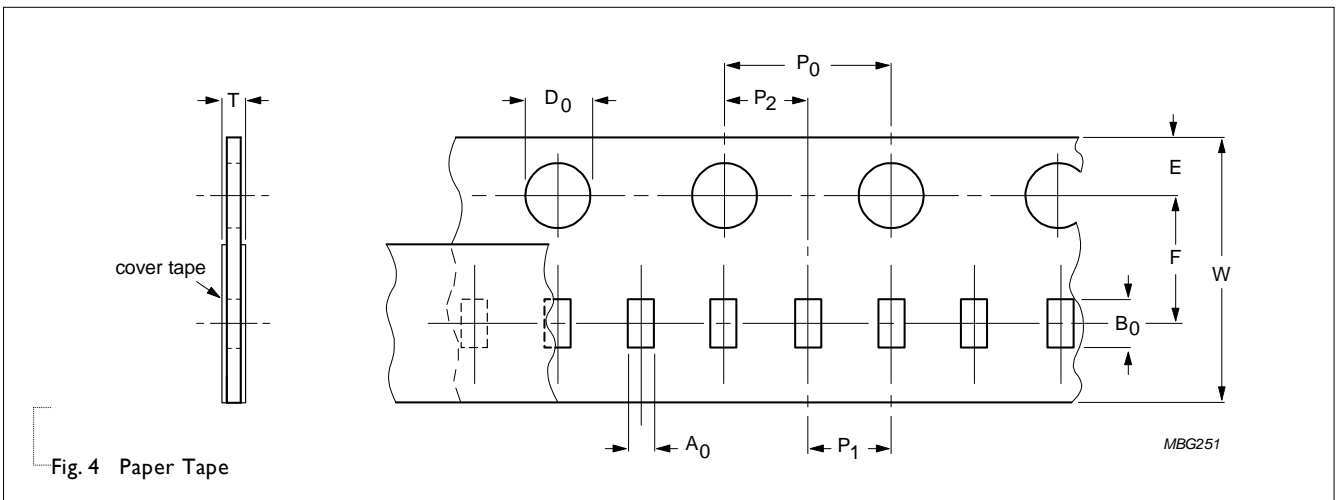 P0
T
D0
P2
E
F
W
cover tape
B0
A0
P1
MBG251
Fig. 4 Paper Tape